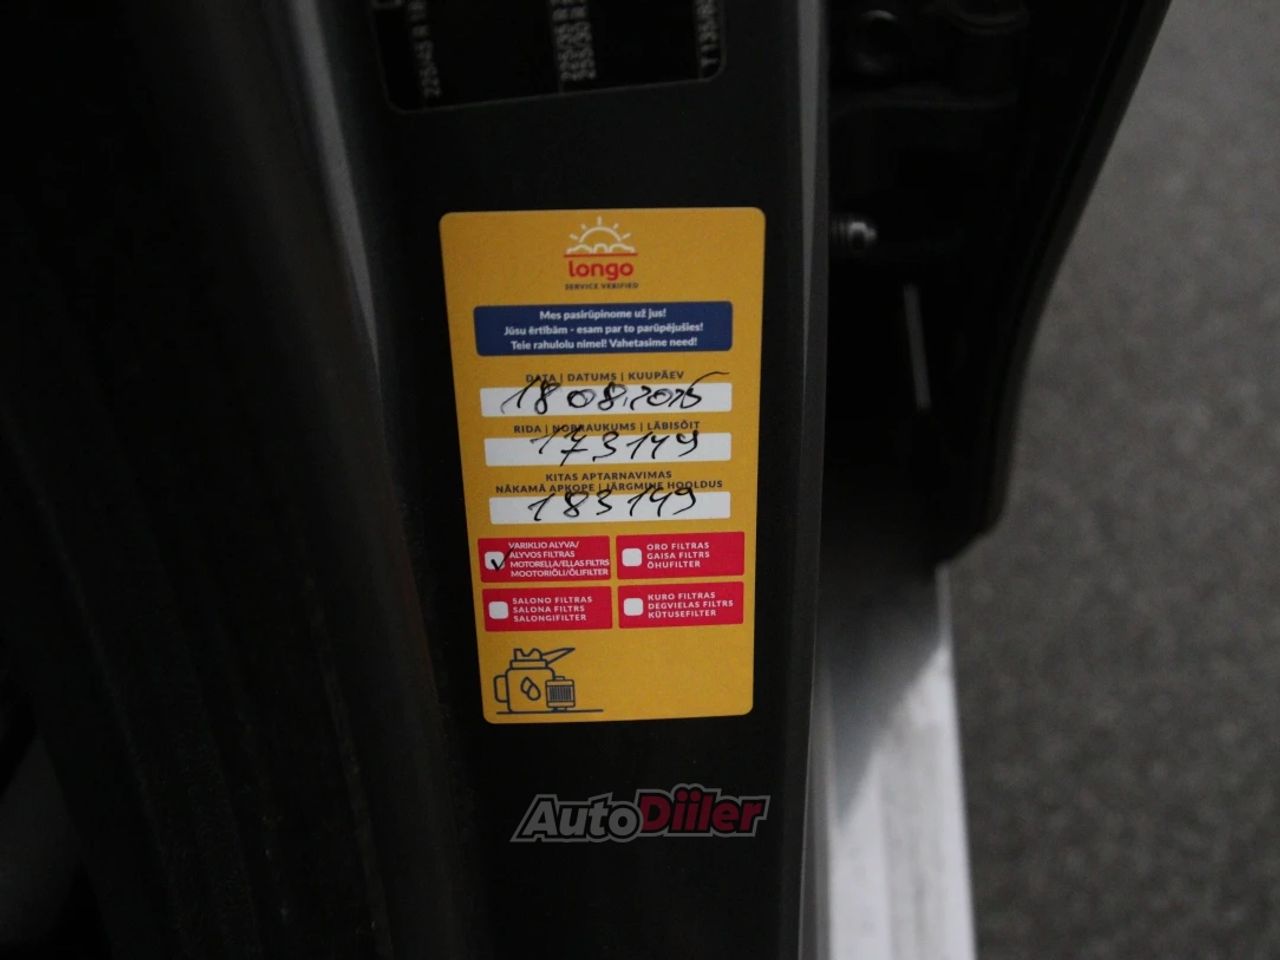 longo
SERVICE VERIFIED
Mes pasirūpinome už jus!
Jūsu ērtībām - esam par to parūpējušies!
Teie rahulolu nimel! Vahetasime need!
DATA | DATUMS | KUUPÄEV
18 08.2025
RIDA | NOBRAUKUMS | LÄBISÕIT
173149
KITAS APTARNAVIMAS
NĀKAMĀ APKOPE | JÄRGMINE HOOLDUS
183149
VARIKLIO ALYVA/
ALYVOS FILTRAS
MOTOREĻĻA/EĻĻAS FILTRS
MOOTORIÕLI/ÕLIFILTER
ORO FILTRAS
GAISA FILTRS
ÕHUFILTER
SALONO FILTRAS
SALONA FILTRS
SALONGIFILTER
KURO FILTRAS
DEGVIELAS FILTRS
KÜTUSEFILTER
AutoDiiler